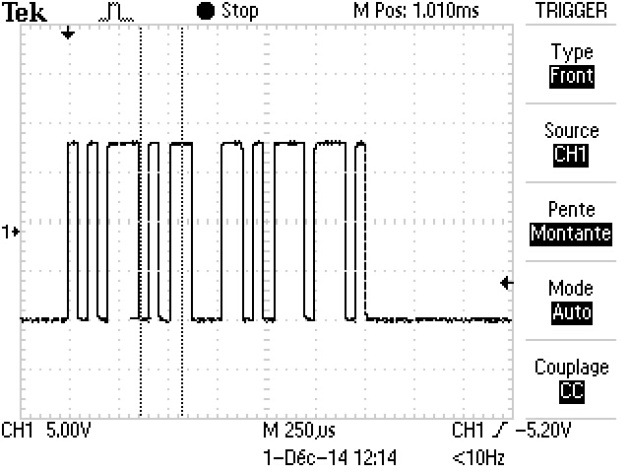 Tek Stop M Pos: 1.010ms TRIGGER
Type
Front
Source
CH1
Pente
Montante
Mode
Auto
Couplage
CC
1
CH1 5.00V M 250µs CH1 -5.20V
1-Déc-14 12:14 <10Hz